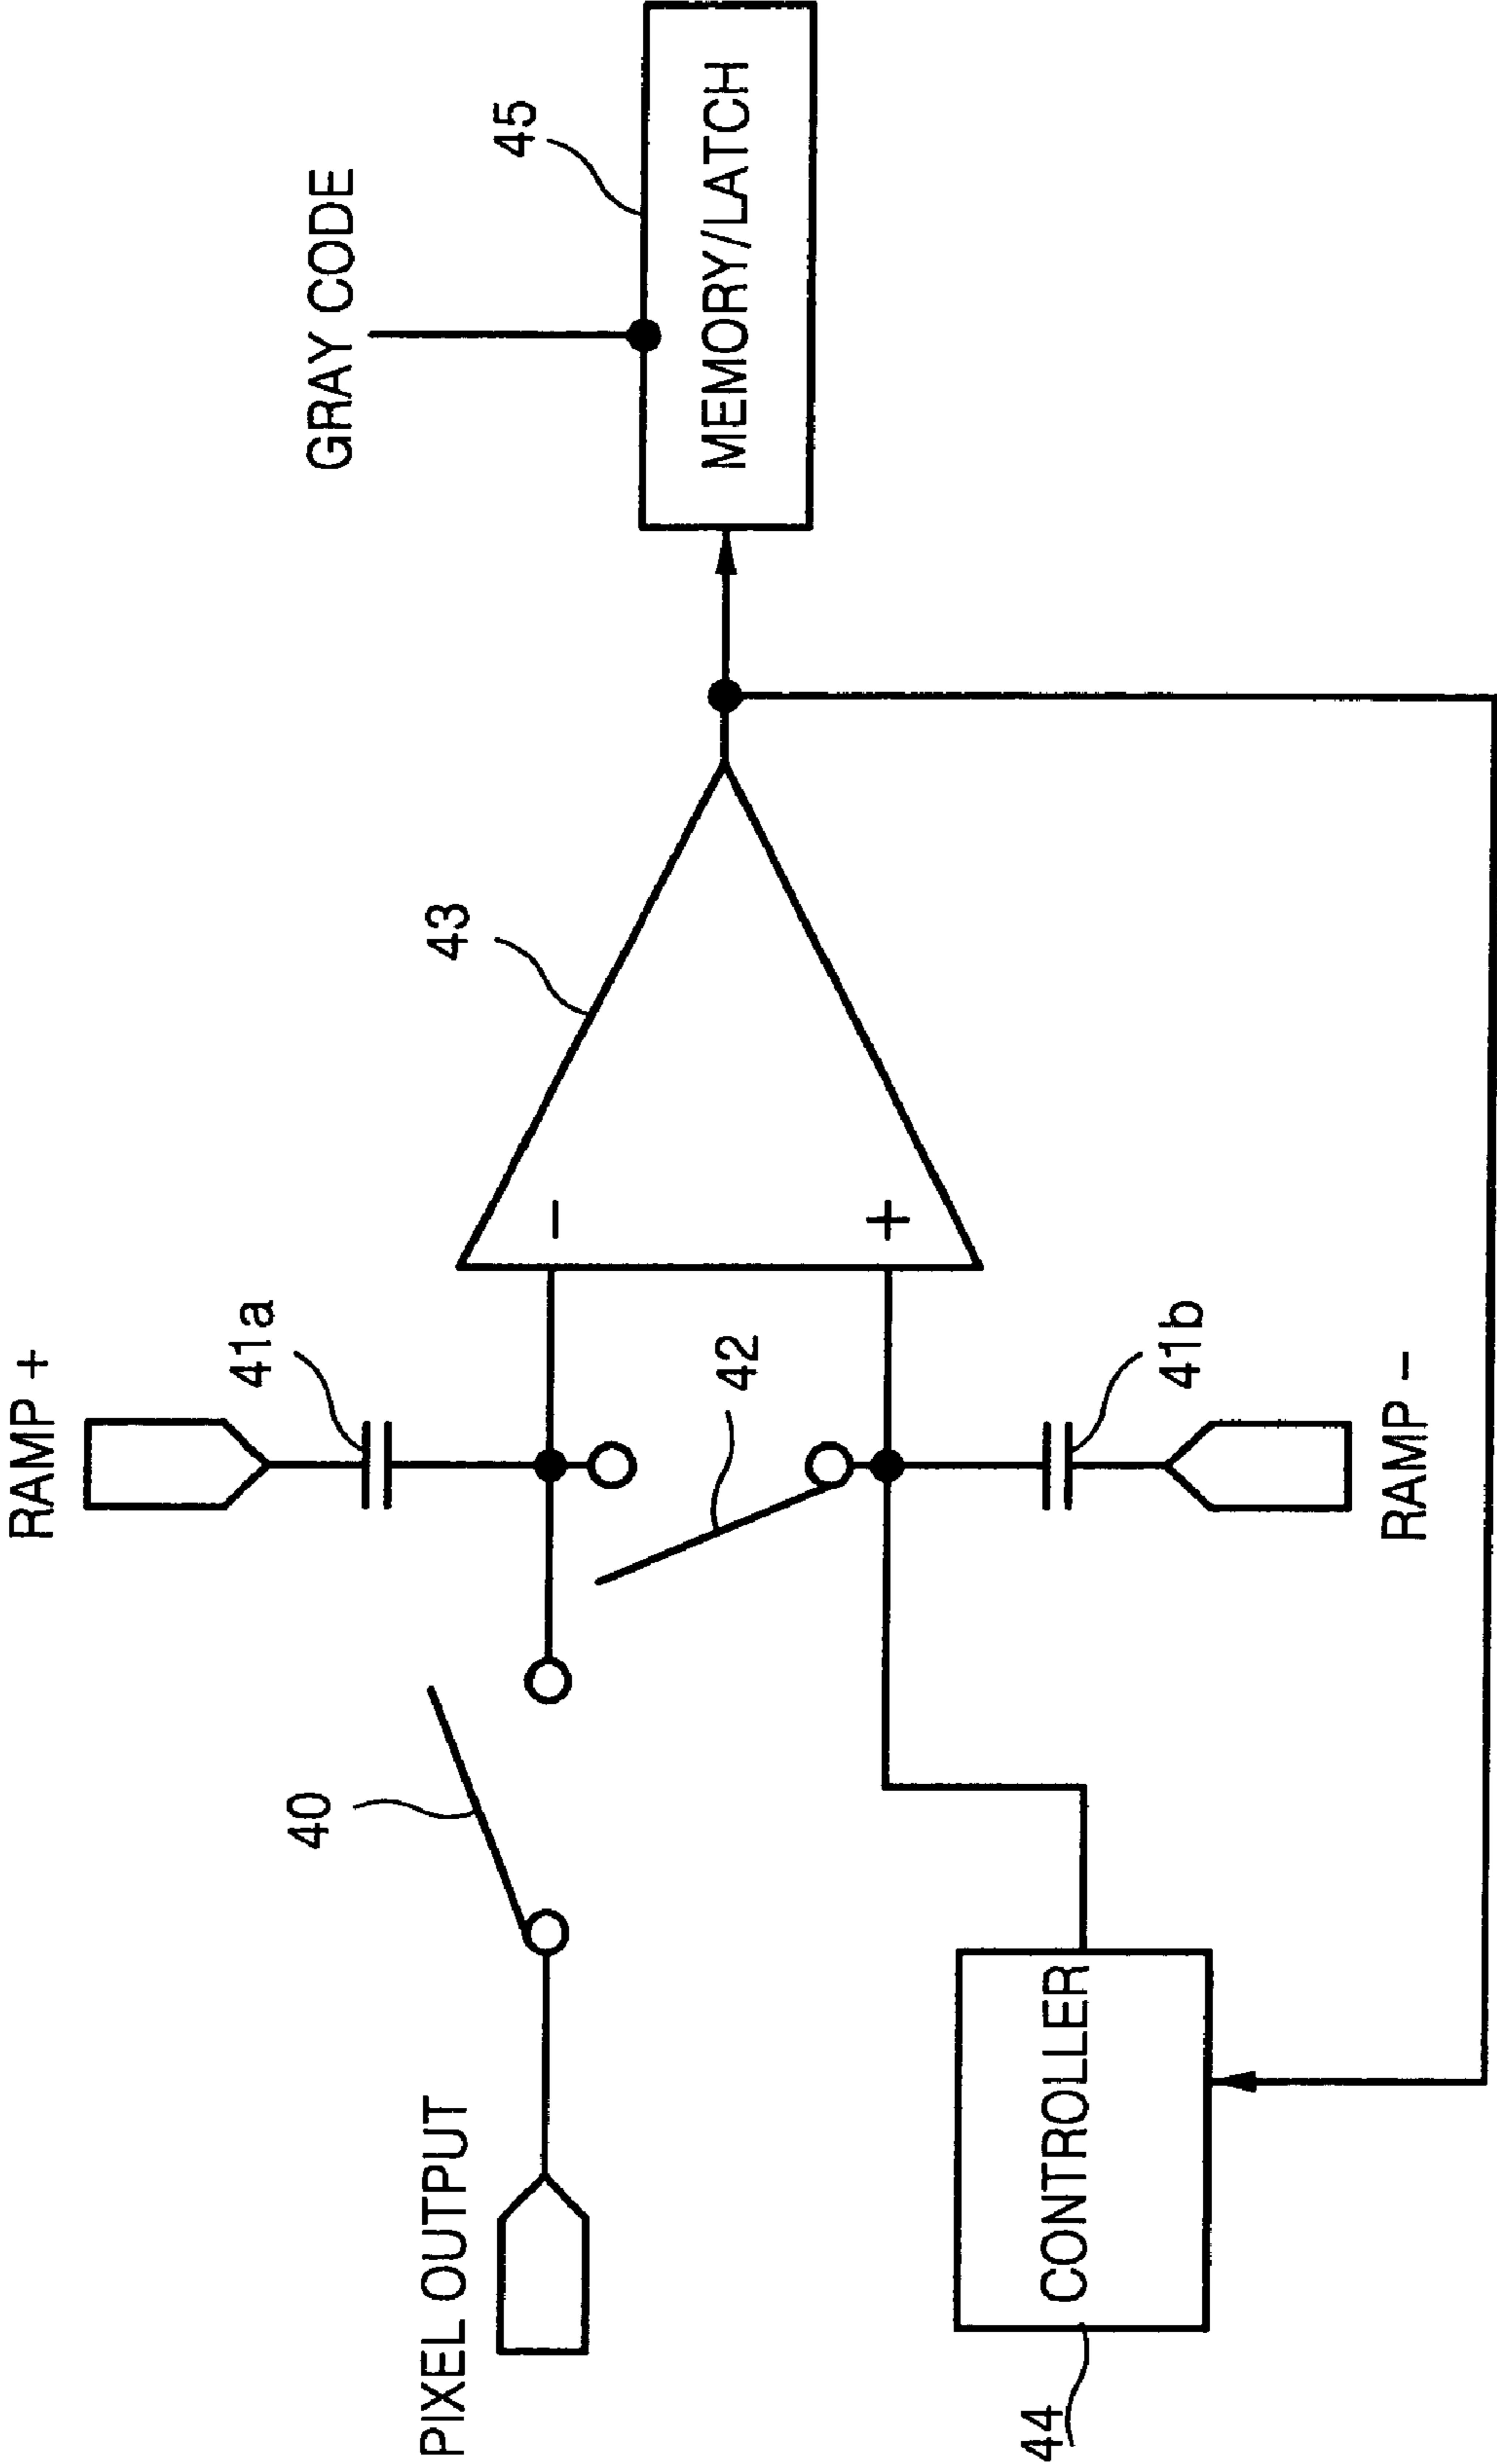 RAMP +
41a
GRAY CODE
45
43
40
PIXEL OUTPUT
−
MEMORY/LATCH
42
+
44
CONTROLLER
41b
RAMP −